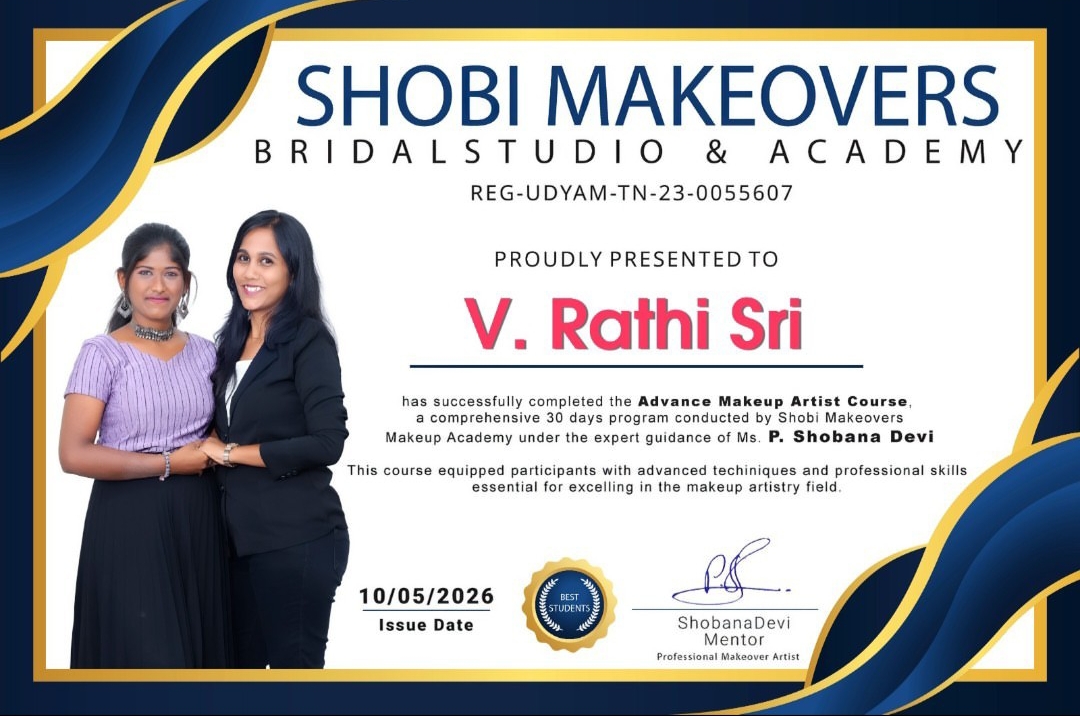 SHOBI MAKEOVERS
BRIDALSTUDIO & ACADEMY
REG-UDYAM-TN-23-0055607
PROUDLY PRESENTED TO
V. Rathi Sri
has successfully completed the Advance Makeup Artist Course,
a comprehensive 30 days program conducted by Shobi Makeovers
Makeup Academy under the expert guidance of Ms. P. Shobana Devi
This course equipped participants with advanced techiniques and professional skills
essential for excelling in the makeup artistry field.
10/05/2026
Issue Date
BEST
STUDENTS
ShobanaDevi
Mentor
Professional Makeover Artist